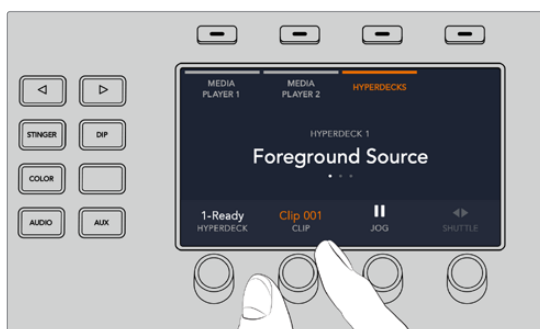 MEDIA
PLAYER 1
MEDIA
PLAYER 2
HYPERDECKS
HYPERDECK 1
Foreground Source
1-Ready
HYPERDECK
Clip 001
CLIP
JOG
SHUTTLE
STINGER
DIP
COLOR
AUDIO
AUX